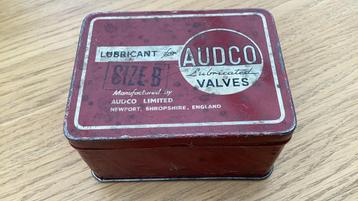 LUBRICANT for
SIZE B
AUDCO
Lubricated
VALVES
Manufactured by
AUDCO LIMITED
NEWPORT, SHROPSHIRE, ENGLAND